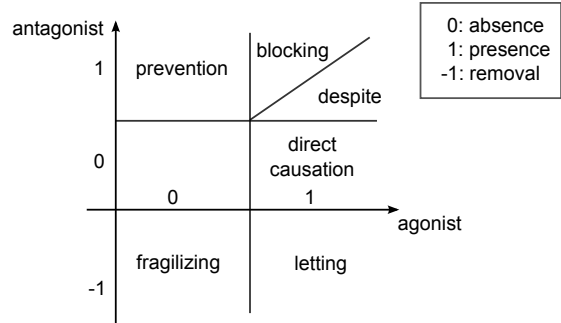 antagonist
0: absence
1: presence
-1: removal
1
prevention
blocking
despite
0
direct
causation
0
1
agonist
fragilizing
letting
-1